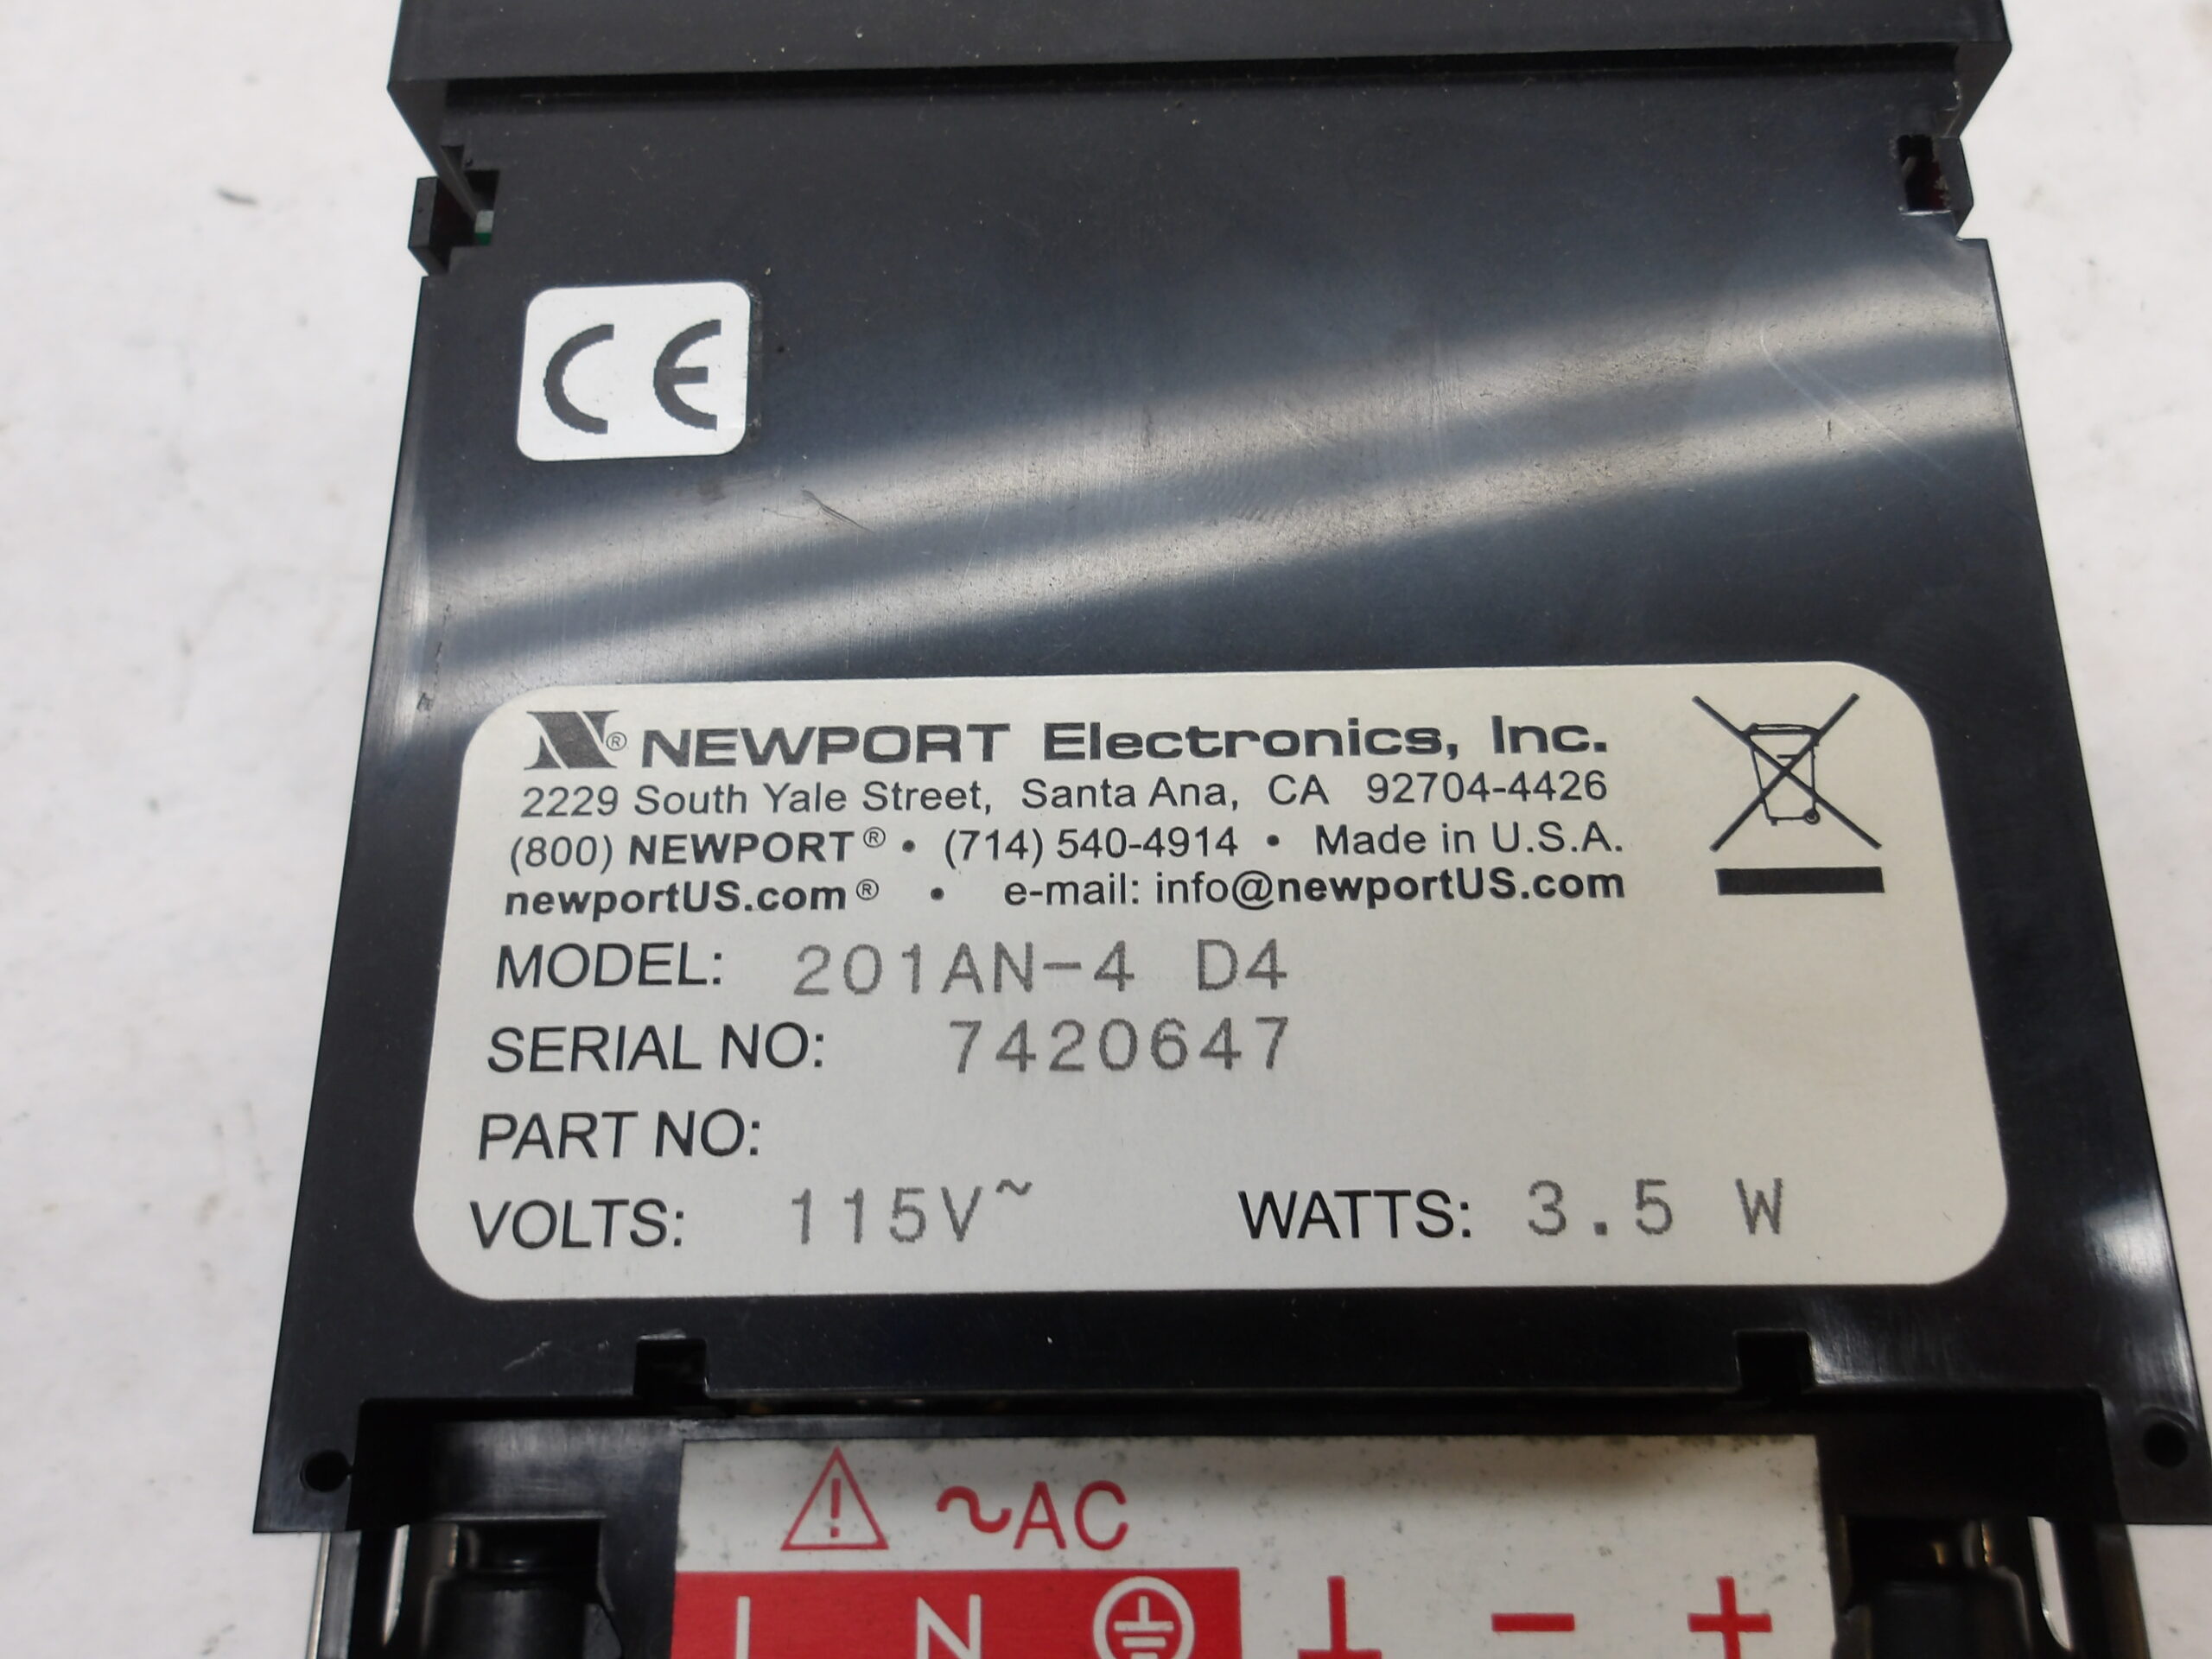 CE
N® NEWPORT Electronics, Inc.
2229 South Yale Street, Santa Ana, CA 92704-4426
(800) NEWPORT® • (714) 540-4914 • Made in U.S.A.
newportUS.com® • e-mail: info@newportUS.com
MODEL: 201AN-4 D4
SERIAL NO: 7420647
PART NO:
VOLTS: 115V~ WATTS: 3.5 W
! ~AC
N ⊥ − +